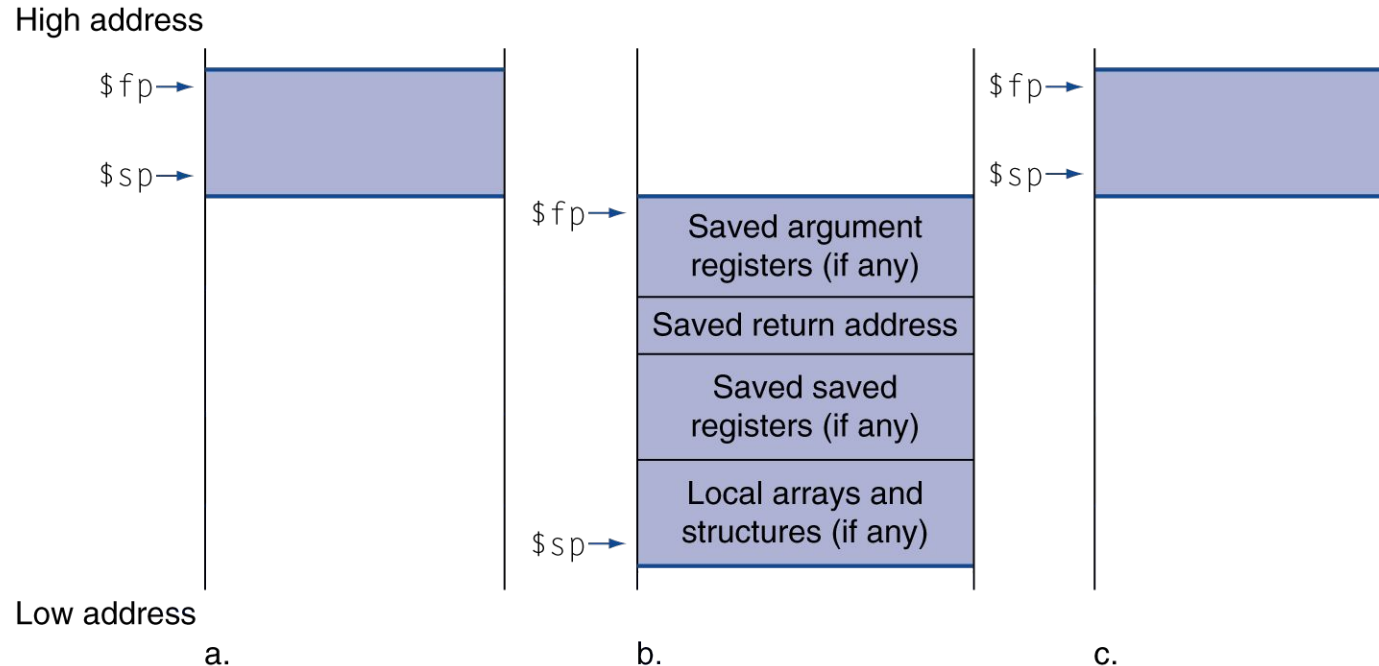 High address
$fp
$sp
$fp
Saved argument
registers (if any)
Saved return address
Saved saved
registers (if any)
Local arrays and
structures (if any)
$sp
$fp
$sp
Low address
a.
b.
c.